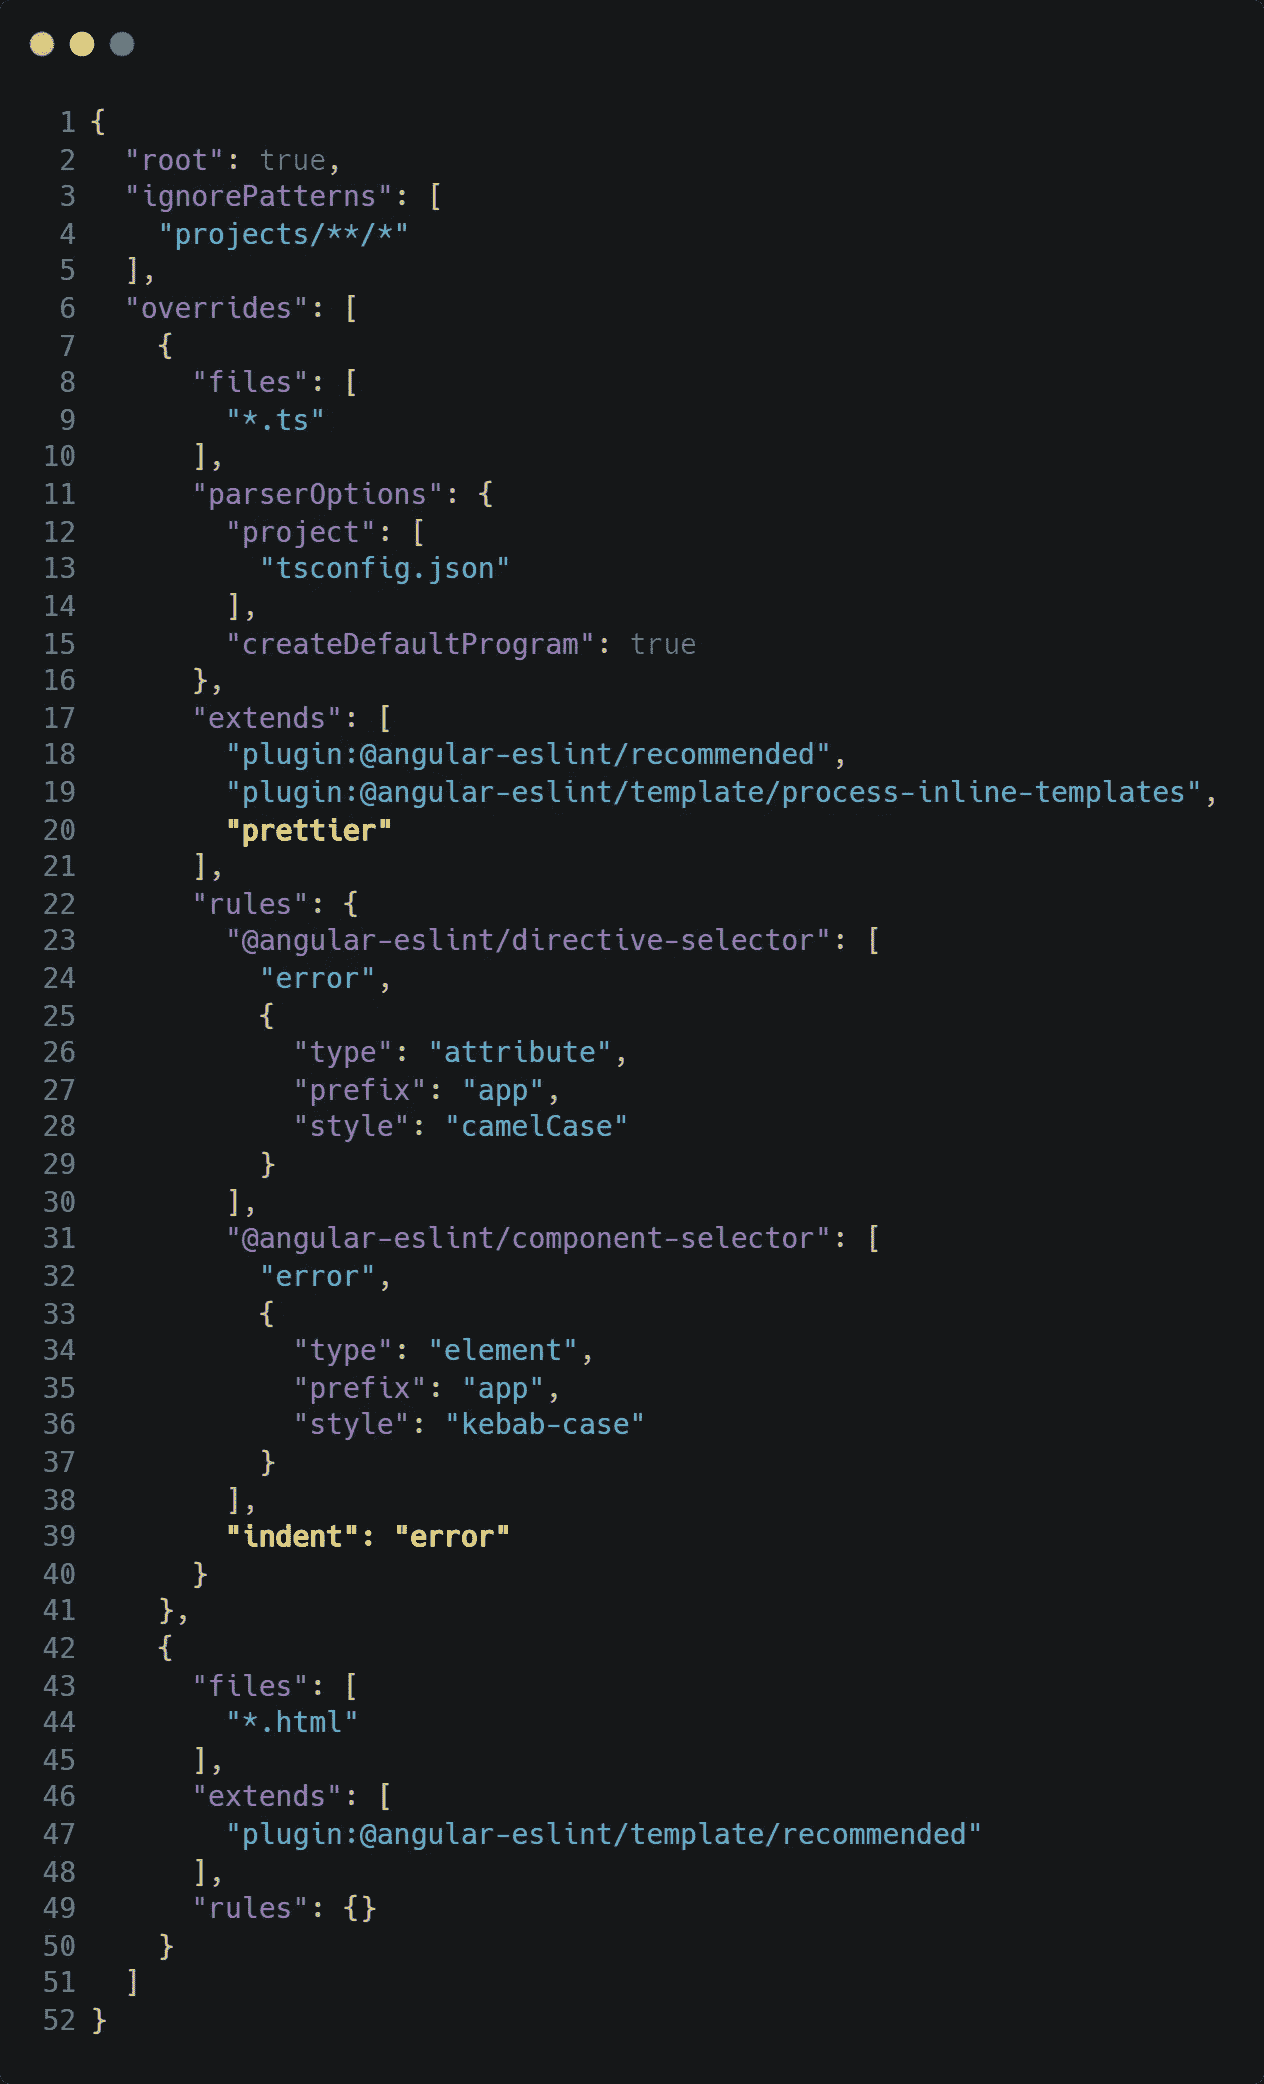 1 {
2   "root": true,
3   "ignorePatterns": [
4     "projects/**/*"
5   ],
6   "overrides": [
7     {
8       "files": [
9         "*.ts"
10       ],
11       "parserOptions": {
12         "project": [
13           "tsconfig.json"
14         ],
15         "createDefaultProgram": true
16       },
17       "extends": [
18         "plugin:@angular-eslint/recommended",
19         "plugin:@angular-eslint/template/process-inline-templates",
20         "prettier"
21       ],
22       "rules": {
23         "@angular-eslint/directive-selector": [
24           "error",
25           {
26             "type": "attribute",
27             "prefix": "app",
28             "style": "camelCase"
29           }
30         ],
31         "@angular-eslint/component-selector": [
32           "error",
33           {
34             "type": "element",
35             "prefix": "app",
36             "style": "kebab-case"
37           }
38         ],
39         "indent": "error"
40       }
41     },
42     {
43       "files": [
44         "*.html"
45       ],
46       "extends": [
47         "plugin:@angular-eslint/template/recommended"
48       ],
49       "rules": {}
50     }
51   ]
52 }